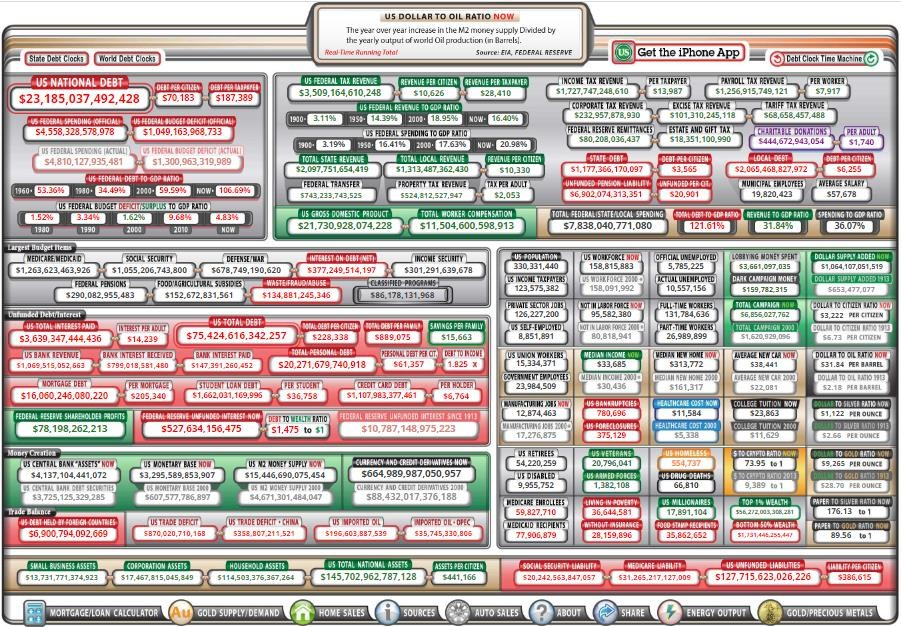 US DOLLAR TO OIL RATIO NOW
The year over year increase in the M2 money supply Divided by
the yearly output of world Oil production (in Barrels).
Real-Time Running Total
Source: EIA, FEDERAL RESERVE
State Debt Clocks
World Debt Clocks
US
Get the iPhone App
Debt Clock Time Machine
US NATIONAL DEBT
$23,185,037,492,428
DEBT PER CITIZEN
$70,183
DEBT PER TAXPAYER
$187,389
US FEDERAL SPENDING (OFFICIAL)
$4,558,328,578,978
US FEDERAL BUDGET DEFICIT (OFFICIAL)
$1,049,163,968,733
US FEDERAL SPENDING (ACTUAL)
$4,810,127,935,481
US FEDERAL BUDGET DEFICIT (ACTUAL)
$1,300,963,319,989
US FEDERAL DEBT TO GDP RATIO
1960- 53.36% 1980- 34.49% 2000- 59.59% NOW- 106.69%
US FEDERAL BUDGET DEFICIT/SURPLUS TO GDP RATIO
1.52% 3.34% 1.62% 9.68% 4.83%
1980 1990 2000 2010 NOW
US FEDERAL TAX REVENUE
$3,509,164,610,248
REVENUE PER CITIZEN
$10,626
REVENUE PER TAXPAYER
$28,410
US FEDERAL REVENUE TO GDP RATIO
1900- 3.11% 1950- 14.39% 2000- 18.95% NOW- 16.40%
US FEDERAL SPENDING TO GDP RATIO
1900- 3.19% 1950- 16.41% 2000- 17.63% NOW- 20.98%
TOTAL STATE REVENUE
$2,097,751,654,419
TOTAL LOCAL REVENUE
$1,313,487,362,430
REVENUE PER CITIZEN
$10,330
FEDERAL TRANSFER
$743,233,743,525
PROPERTY TAX REVENUE
$524,812,527,947
TAX PER ADULT
$2,053
US GROSS DOMESTIC PRODUCT
$21,730,928,074,228
TOTAL WORKER COMPENSATION
$11,504,600,598,913
INCOME TAX REVENUE
$1,727,747,248,610
PER TAXPAYER
$13,987
PAYROLL TAX REVENUE
$1,256,915,749,121
PER WORKER
$7,917
CORPORATE TAX REVENUE
$232,957,878,930
EXCISE TAX REVENUE
$101,310,245,118
TARIFF TAX REVENUE
$68,658,457,488
FEDERAL RESERVE REMITTANCES
$80,208,036,437
ESTATE AND GIFT TAX
$18,351,100,990
CHARITABLE DONATIONS
$444,672,943,054
PER ADULT
$1,740
STATE DEBT
$1,177,366,170,097
DEBT PER CITIZEN
$3,565
LOCAL DEBT
$2,065,468,827,972
DEBT PER CITIZEN
$6,255
UNFUNDED PENSION LIABILITY
$6,902,074,313,351
UNFUNDED PER CIT.
$20,901
MUNICIPAL EMPLOYEES
19,820,423
AVERAGE SALARY
$57,678
TOTAL FEDERAL/STATE/LOCAL SPENDING
$7,838,040,771,080
TOTAL DEBT TO GDP RATIO
121.61%
REVENUE TO GDP RATIO
31.84%
SPENDING TO GDP RATIO
36.07%
Largest Budget Items
MEDICARE/MEDICAID
$1,263,623,463,926
SOCIAL SECURITY
$1,055,206,743,800
DEFENSE/WAR
$678,749,190,620
INTEREST ON DEBT (NET)
$377,249,514,197
INCOME SECURITY
$301,291,639,678
FEDERAL PENSIONS
$290,082,955,483
FOOD/AGRICULTURAL SUBSIDIES
$152,672,831,561
WASTE/FRAUD/ABUSE
$134,881,245,346
CLASSIFIED PROGRAMS
$86,178,131,968
Unfunded Debt/Interest
US TOTAL INTEREST PAID
$3,639,347,444,436
INTEREST PER ADULT
$14,239
US TOTAL DEBT
$75,424,616,342,257
TOTAL DEBT PER CITIZEN
$228,338
TOTAL DEBT PER FAMILY
$889,075
SAVINGS PER FAMILY
$15,663
US BANK REVENUE
$1,069,515,052,663
BANK INTEREST RECEIVED
$799,018,581,480
BANK INTEREST PAID
$147,391,260,452
TOTAL PERSONAL DEBT
$20,271,679,740,918
PERSONAL DEBT PER CIT.
$61,357
DEBT TO INCOME
1.825 x
MORTGAGE DEBT
$16,060,246,080,220
PER MORTGAGE
$205,340
STUDENT LOAN DEBT
$1,662,031,169,996
PER STUDENT
$36,758
CREDIT CARD DEBT
$1,107,983,377,461
PER HOLDER
$6,764
FEDERAL RESERVE SHAREHOLDER PROFITS
$78,198,262,213
FEDERAL RESERVE UNFUNDED INTEREST NOW
$527,634,156,475
DEBT TO WEALTH RATIO
$1,475 to $1
FEDERAL RESERVE UNFUNDED INTEREST SINCE 1913
$10,787,148,975,223
Money Creation
US CENTRAL BANK "ASSETS" NOW
$4,137,104,441,072
US MONETARY BASE NOW
$3,295,589,853,907
US M2 MONEY SUPPLY NOW
$15,446,690,075,454
CURRENCY AND CREDIT DERIVATIVES NOW
$664,989,987,050,957
US CENTRAL BANK DEBT SECURITIES
$3,725,125,329,285
US MONETARY BASE 2000
$607,577,786,897
US M2 MONEY SUPPLY 2000
$4,671,301,484,047
CURRENCY AND CREDIT DERIVATIVES 2000
$88,432,017,376,188
Trade Balance
US DEBT HELD BY FOREIGN COUNTRIES
$6,900,794,092,669
US TRADE DEFICIT
$870,020,710,168
US TRADE DEFICIT - CHINA
$358,807,211,521
US IMPORTED OIL
$196,603,887,539
IMPORTED OIL - OPEC
$35,745,330,806
US POPULATION
330,331,440
US INCOME TAXPAYERS
123,575,382
US WORKFORCE NOW
158,815,883
US WORKFORCE 2000
158,091,992
OFFICIAL UNEMPLOYED
5,785,225
ACTUAL UNEMPLOYED
10,557,156
LOBBYING MONEY SPENT
$3,661,097,035
DARK CAMPAIGN MONEY
$159,782,315
DOLLAR SUPPLY ADDED NOW
$1,064,107,051,519
$653,477,077
PRIVATE SECTOR JOBS
126,227,200
US SELF-EMPLOYED
8,851,891
NOT IN LABOR FORCE NOW
95,582,380
NOT IN LABOR FORCE 2000
80,818,941
FULL-TIME WORKERS
131,784,636
PART-TIME WORKERS
26,989,899
TOTAL CAMPAIGN NOW
$6,856,027,762
TOTAL CAMPAIGN 2000
$1,620,929,096
DOLLAR TO CITIZEN RATIO NOW
$3,222 PER CITIZEN
DOLLAR TO CITIZEN RATIO 1913
$6.73 PER CITIZEN
US UNION WORKERS
15,334,371
GOVERNMENT EMPLOYEES
23,984,509
MEDIAN INCOME NOW
$33,685
MEDIAN INCOME 2000
$30,436
MEDIAN NEW HOME NOW
$313,772
MEDIAN NEW HOME 2000
$161,317
AVERAGE NEW CAR NOW
$38,441
AVERAGE NEW CAR 2000
$22,081
DOLLAR TO OIL RATIO NOW
$31.84 PER BARREL
DOLLAR TO OIL RATIO 1913
$2.18 PER BARREL
MANUFACTURING JOBS NOW
12,874,463
MANUFACTURING JOBS 2000
17,276,875
US BANKRUPTCIES
780,696
US FORECLOSURES
375,129
HEALTHCARE COST NOW
$11,584
HEALTHCARE COST 2000
$5,338
COLLEGE TUITION NOW
$23,863
COLLEGE TUITION 2000
$11,629
DOLLAR TO SILVER RATIO NOW
$1,122 PER OUNCE
DOLLAR TO SILVER RATIO 1913
$2.66 PER OUNCE
US RETIREES
54,220,259
US DISABLED
9,955,752
US VETERANS
20,796,041
US ARMED FORCES
1,382,108
US HOMELESS
554,737
US DRUG DEATHS
66,810
$ TO CRYPTO RATIO NOW
73.95 to 1
$ TO CRYPTO RATIO 2013
9,389 to 1
DOLLAR TO GOLD RATIO NOW
$9,265 PER OUNCE
DOLLAR TO GOLD RATIO 1913
$28.70 PER OUNCE
MEDICARE ENROLLEES
59,827,710
MEDICAID RECIPIENTS
77,906,879
LIVING IN POVERTY
36,644,581
WITHOUT INSURANCE
28,159,896
US MILLIONAIRES
17,891,104
FOOD STAMP RECIPIENTS
35,862,652
TOP 1% WEALTH
$56,272,003,308,281
BOTTOM 50% WEALTH
$1,731,446,255,447
PAPER TO SILVER RATIO NOW
176.13 to 1
PAPER TO GOLD RATIO NOW
89.56 to 1
SMALL BUSINESS ASSETS
$13,731,771,374,923
CORPORATION ASSETS
$17,467,815,045,849
HOUSEHOLD ASSETS
$114,503,376,367,264
US TOTAL NATIONAL ASSETS
$145,702,962,787,128
ASSETS PER CITIZEN
$441,166
SOCIAL SECURITY LIABILITY
$20,242,563,847,057
MEDICARE LIABILITY
$31,265,217,127,009
US UNFUNDED LIABILITIES
$127,715,623,026,226
LIABILITY PER CITIZEN
$386,615
MORTGAGE/LOAN CALCULATOR
Au GOLD SUPPLY/DEMAND
HOME SALES
SOURCES
AUTO SALES
? ABOUT
SHARE
ENERGY OUTPUT
GOLD/PRECIOUS METALS